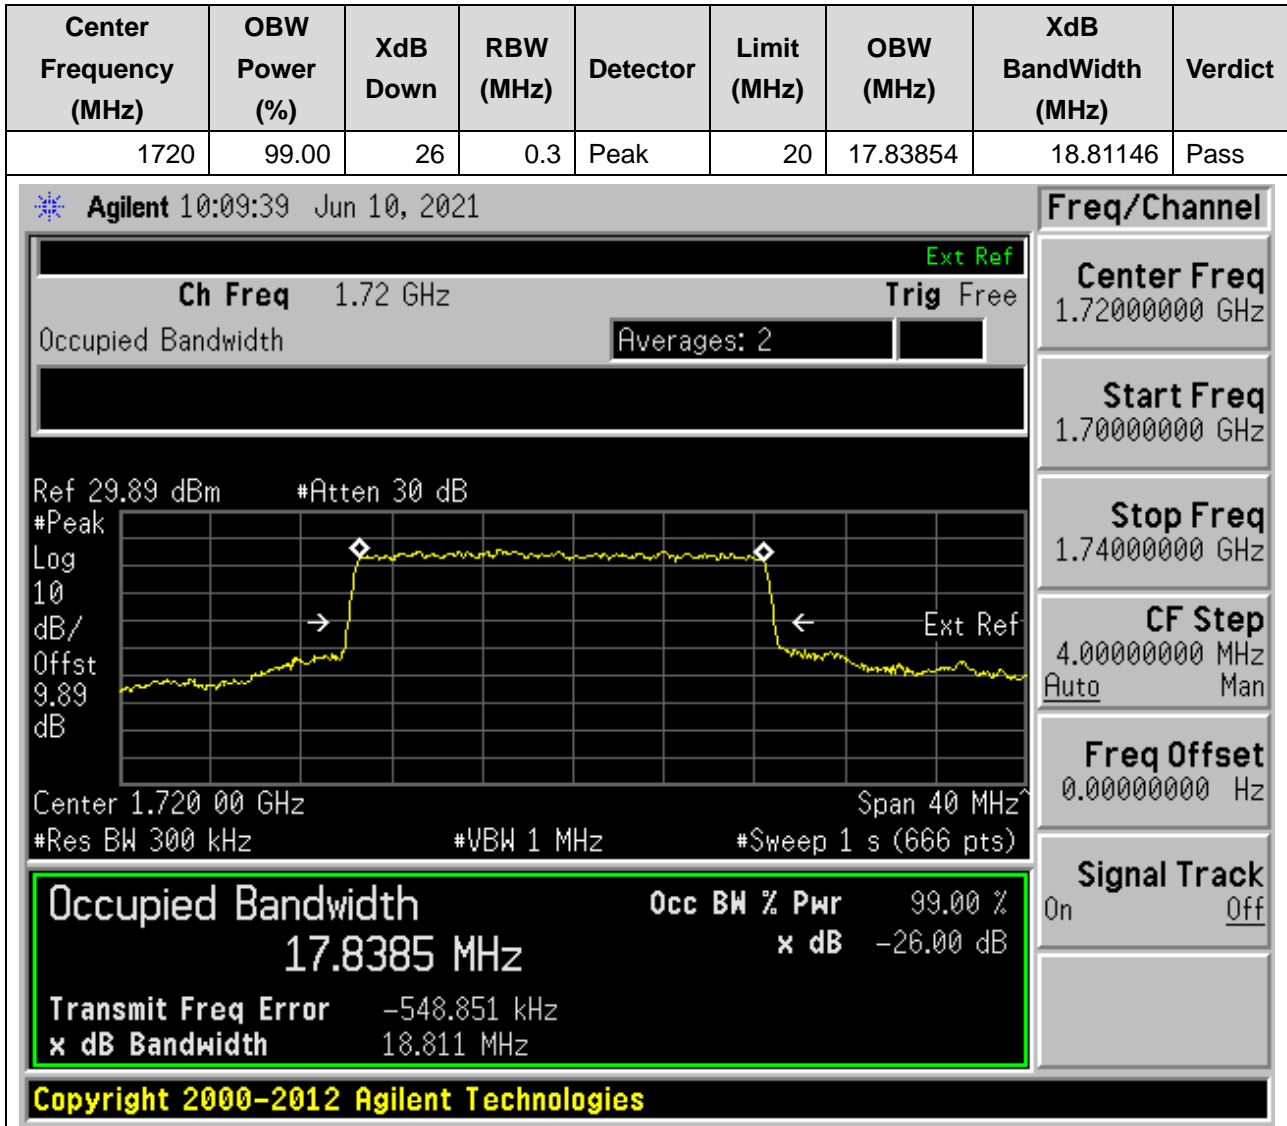 Center Frequency (MHz) OBW Power (%) XdB Down RBW (MHz) Detector Limit (MHz) OBW (MHz) XdB BandWidth (MHz) Verdict
1720 99.00 26 0.3 Peak 20 17.83854 18.81146 Pass
Agilent 10:09:39 Jun 10, 2021
Freq/Channel
Ext Ref
Ch Freq 1.72 GHz Trig Free
Occupied Bandwidth Averages: 2
Ref 29.89 dBm #Atten 30 dB
#Peak
Log
10
dB/
Offst
9.89
dB
Ext Ref
Center 1.720 00 GHz Span 40 MHz^
#Res BW 300 kHz #VBW 1 MHz #Sweep 1 s (666 pts)
Occupied Bandwidth
17.8385 MHz
Occ BW % Pwr 99.00 %
x dB -26.00 dB
Transmit Freq Error -548.851 kHz
x dB Bandwidth 18.811 MHz
Center Freq
1.72000000 GHz
Start Freq
1.70000000 GHz
Stop Freq
1.74000000 GHz
CF Step
4.00000000 MHz
Auto Man
Freq Offset
0.00000000 Hz
Signal Track
On Off
Copyright 2000-2012 Agilent Technologies